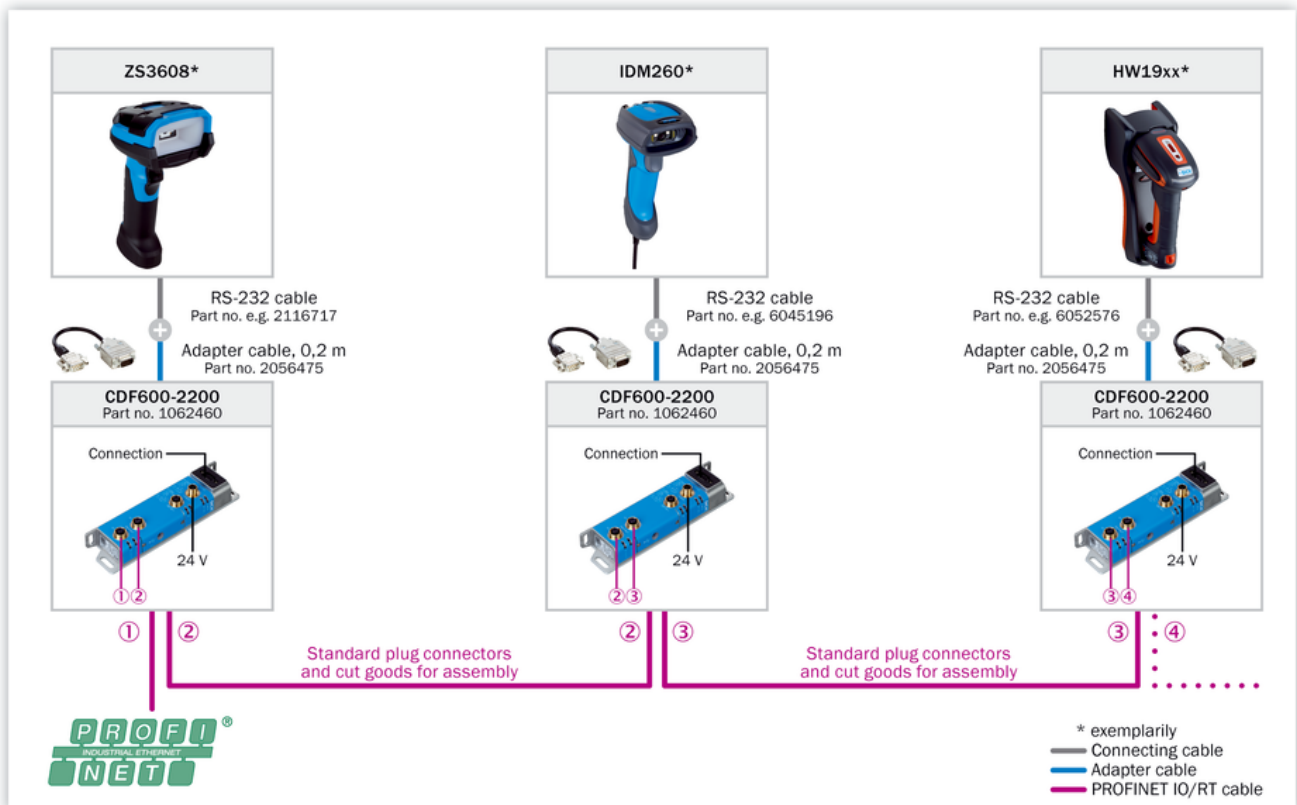 ZS3608*
IDM260*
HW19xx*
RS-232 cable
Part no. e.g. 2116717
Adapter cable, 0,2 m
Part no. 2056475
RS-232 cable
Part no. e.g. 6045196
Adapter cable, 0,2 m
Part no. 2056475
RS-232 cable
Part no. e.g. 6052576
Adapter cable, 0,2 m
Part no. 2056475
CDF600-2200
Part no. 1062460
Connection
24 V
①②
CDF600-2200
Part no. 1062460
Connection
24 V
②③
CDF600-2200
Part no. 1062460
Connection
24 V
③④
① ②
② ③
③ ④
Standard plug connectors
and cut goods for assembly
Standard plug connectors
and cut goods for assembly
PROFI®
INDUSTRIAL ETHERNET
NET
* exemplarily
Connecting cable
Adapter cable
PROFINET IO/RT cable